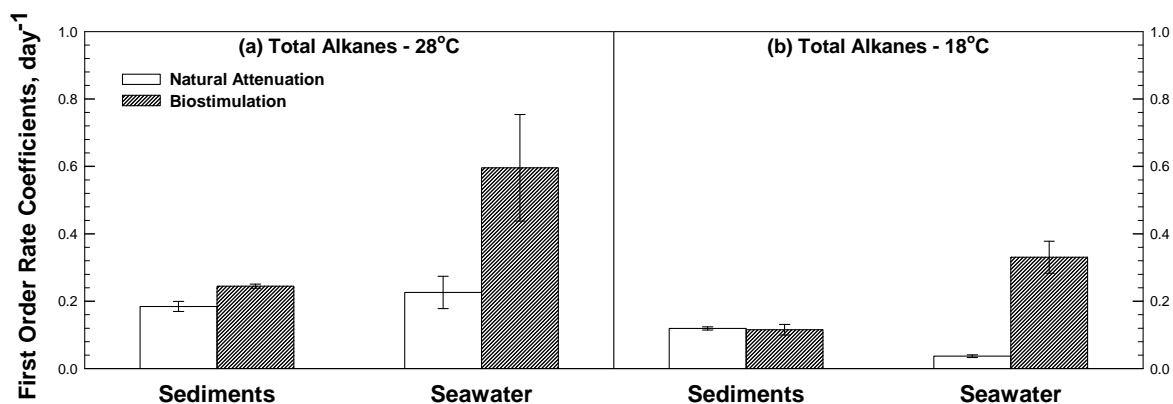 First Order Rate Coefficients, day-1
1.0
0.8
0.6
0.4
0.2
0.0
(a) Total Alkanes - 28oC
Natural Attenuation
Biostimulation
Sediments
Seawater
(b) Total Alkanes - 18oC
Sediments
Seawater
1.0
0.8
0.6
0.4
0.2
0.0